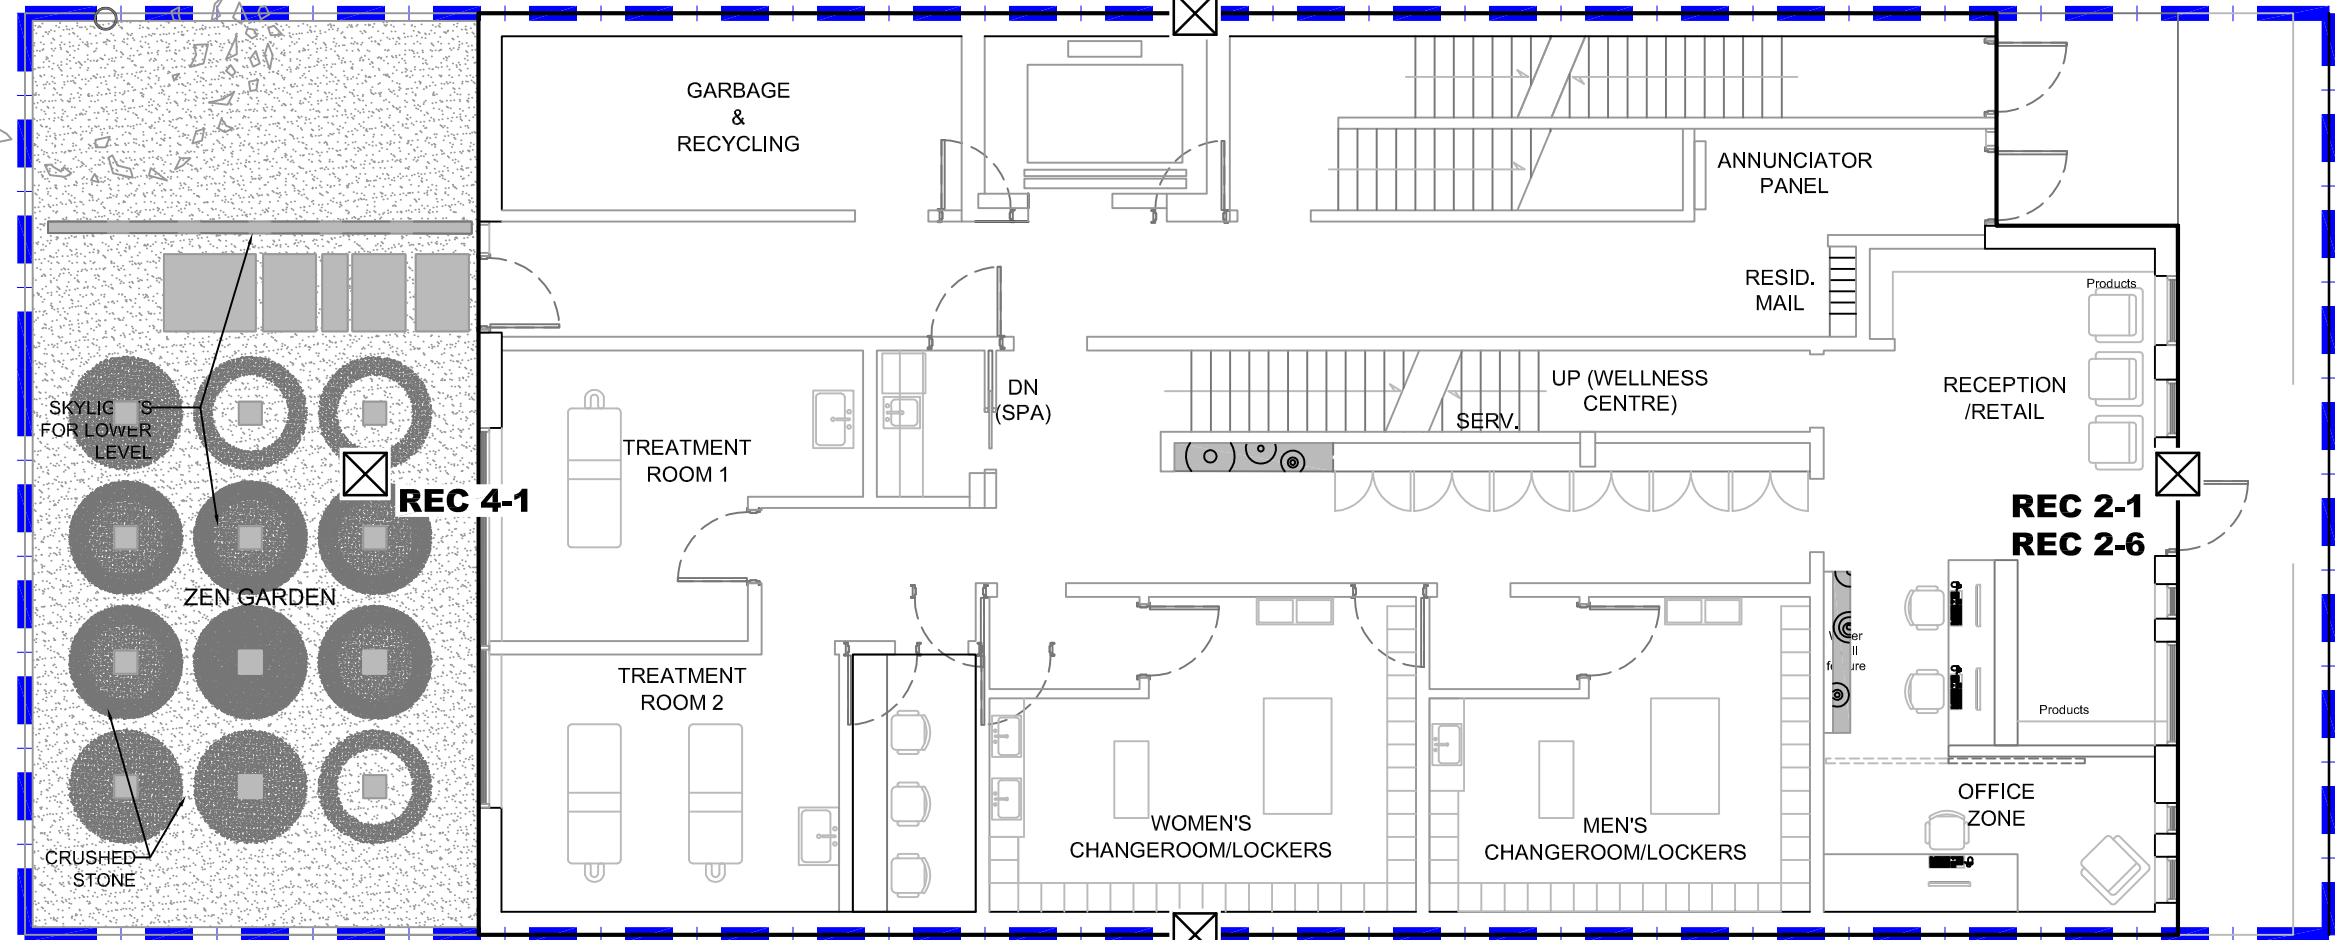 GARBAGE
&
RECYCLING
ANNUNCIATOR
PANEL
RESID.
MAIL
Products
RECEPTION
/RETAIL
DN
(SPA)
UP (WELLNESS
CENTRE)
SERV.
SKYLIG S
FOR LOWER
LEVEL
TREATMENT
ROOM 1
REC 4-1
REC 2-1
REC 2-6
ZEN GARDEN
TREATMENT
ROOM 2
Products
OFFICE
ZONE
WOMEN'S
CHANGEROOM/LOCKERS
MEN'S
CHANGEROOM/LOCKERS
CRUSHED
STONE